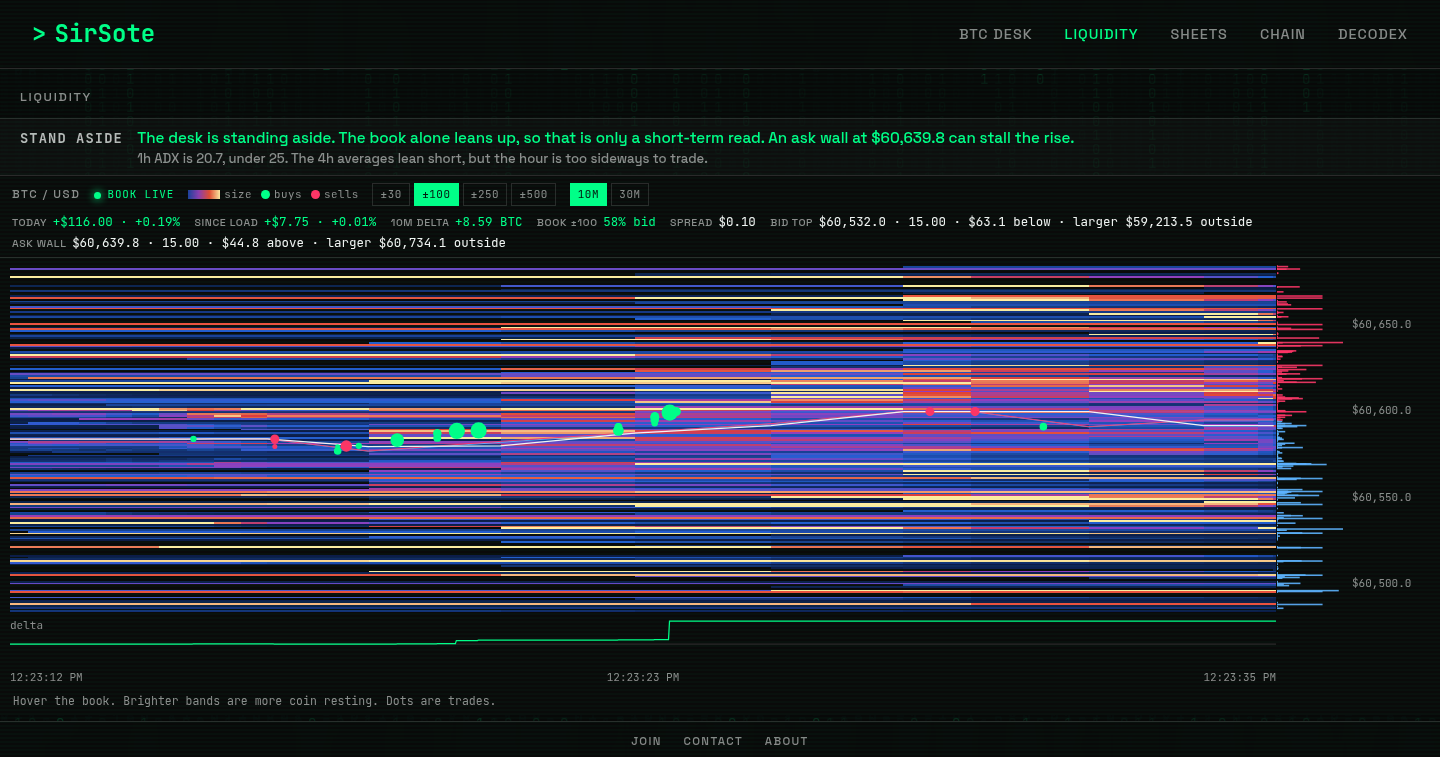 > SirSote
BTC DESK LIQUIDITY SHEETS CHAIN DECODEX
LIQUIDITY
STAND ASIDE The desk is standing aside. The book alone leans up, so that is only a short-term read. An ask wall at $60,639.8 can stall the rise.
1h ADX is 20.7, under 25. The 4h averages lean short, but the hour is too sideways to trade.
BTC / USD BOOK LIVE size buys sells ±30 ±100 ±250 ±500 10M 30M
TODAY +$116.00 · +0.19% SINCE LOAD +$7.75 · +0.01% 10M DELTA +8.59 BTC BOOK ±100 58% bid SPREAD $0.10 BID TOP $60,532.0 · 15.00 · $63.1 below · larger $59,213.5 outside
ASK WALL $60,639.8 · 15.00 · $44.8 above · larger $60,734.1 outside
$60,650.0
$60,600.0
$60,550.0
$60,500.0
delta
12:23:12 PM 12:23:23 PM 12:23:35 PM
Hover the book. Brighter bands are more coin resting. Dots are trades.
JOIN CONTACT ABOUT